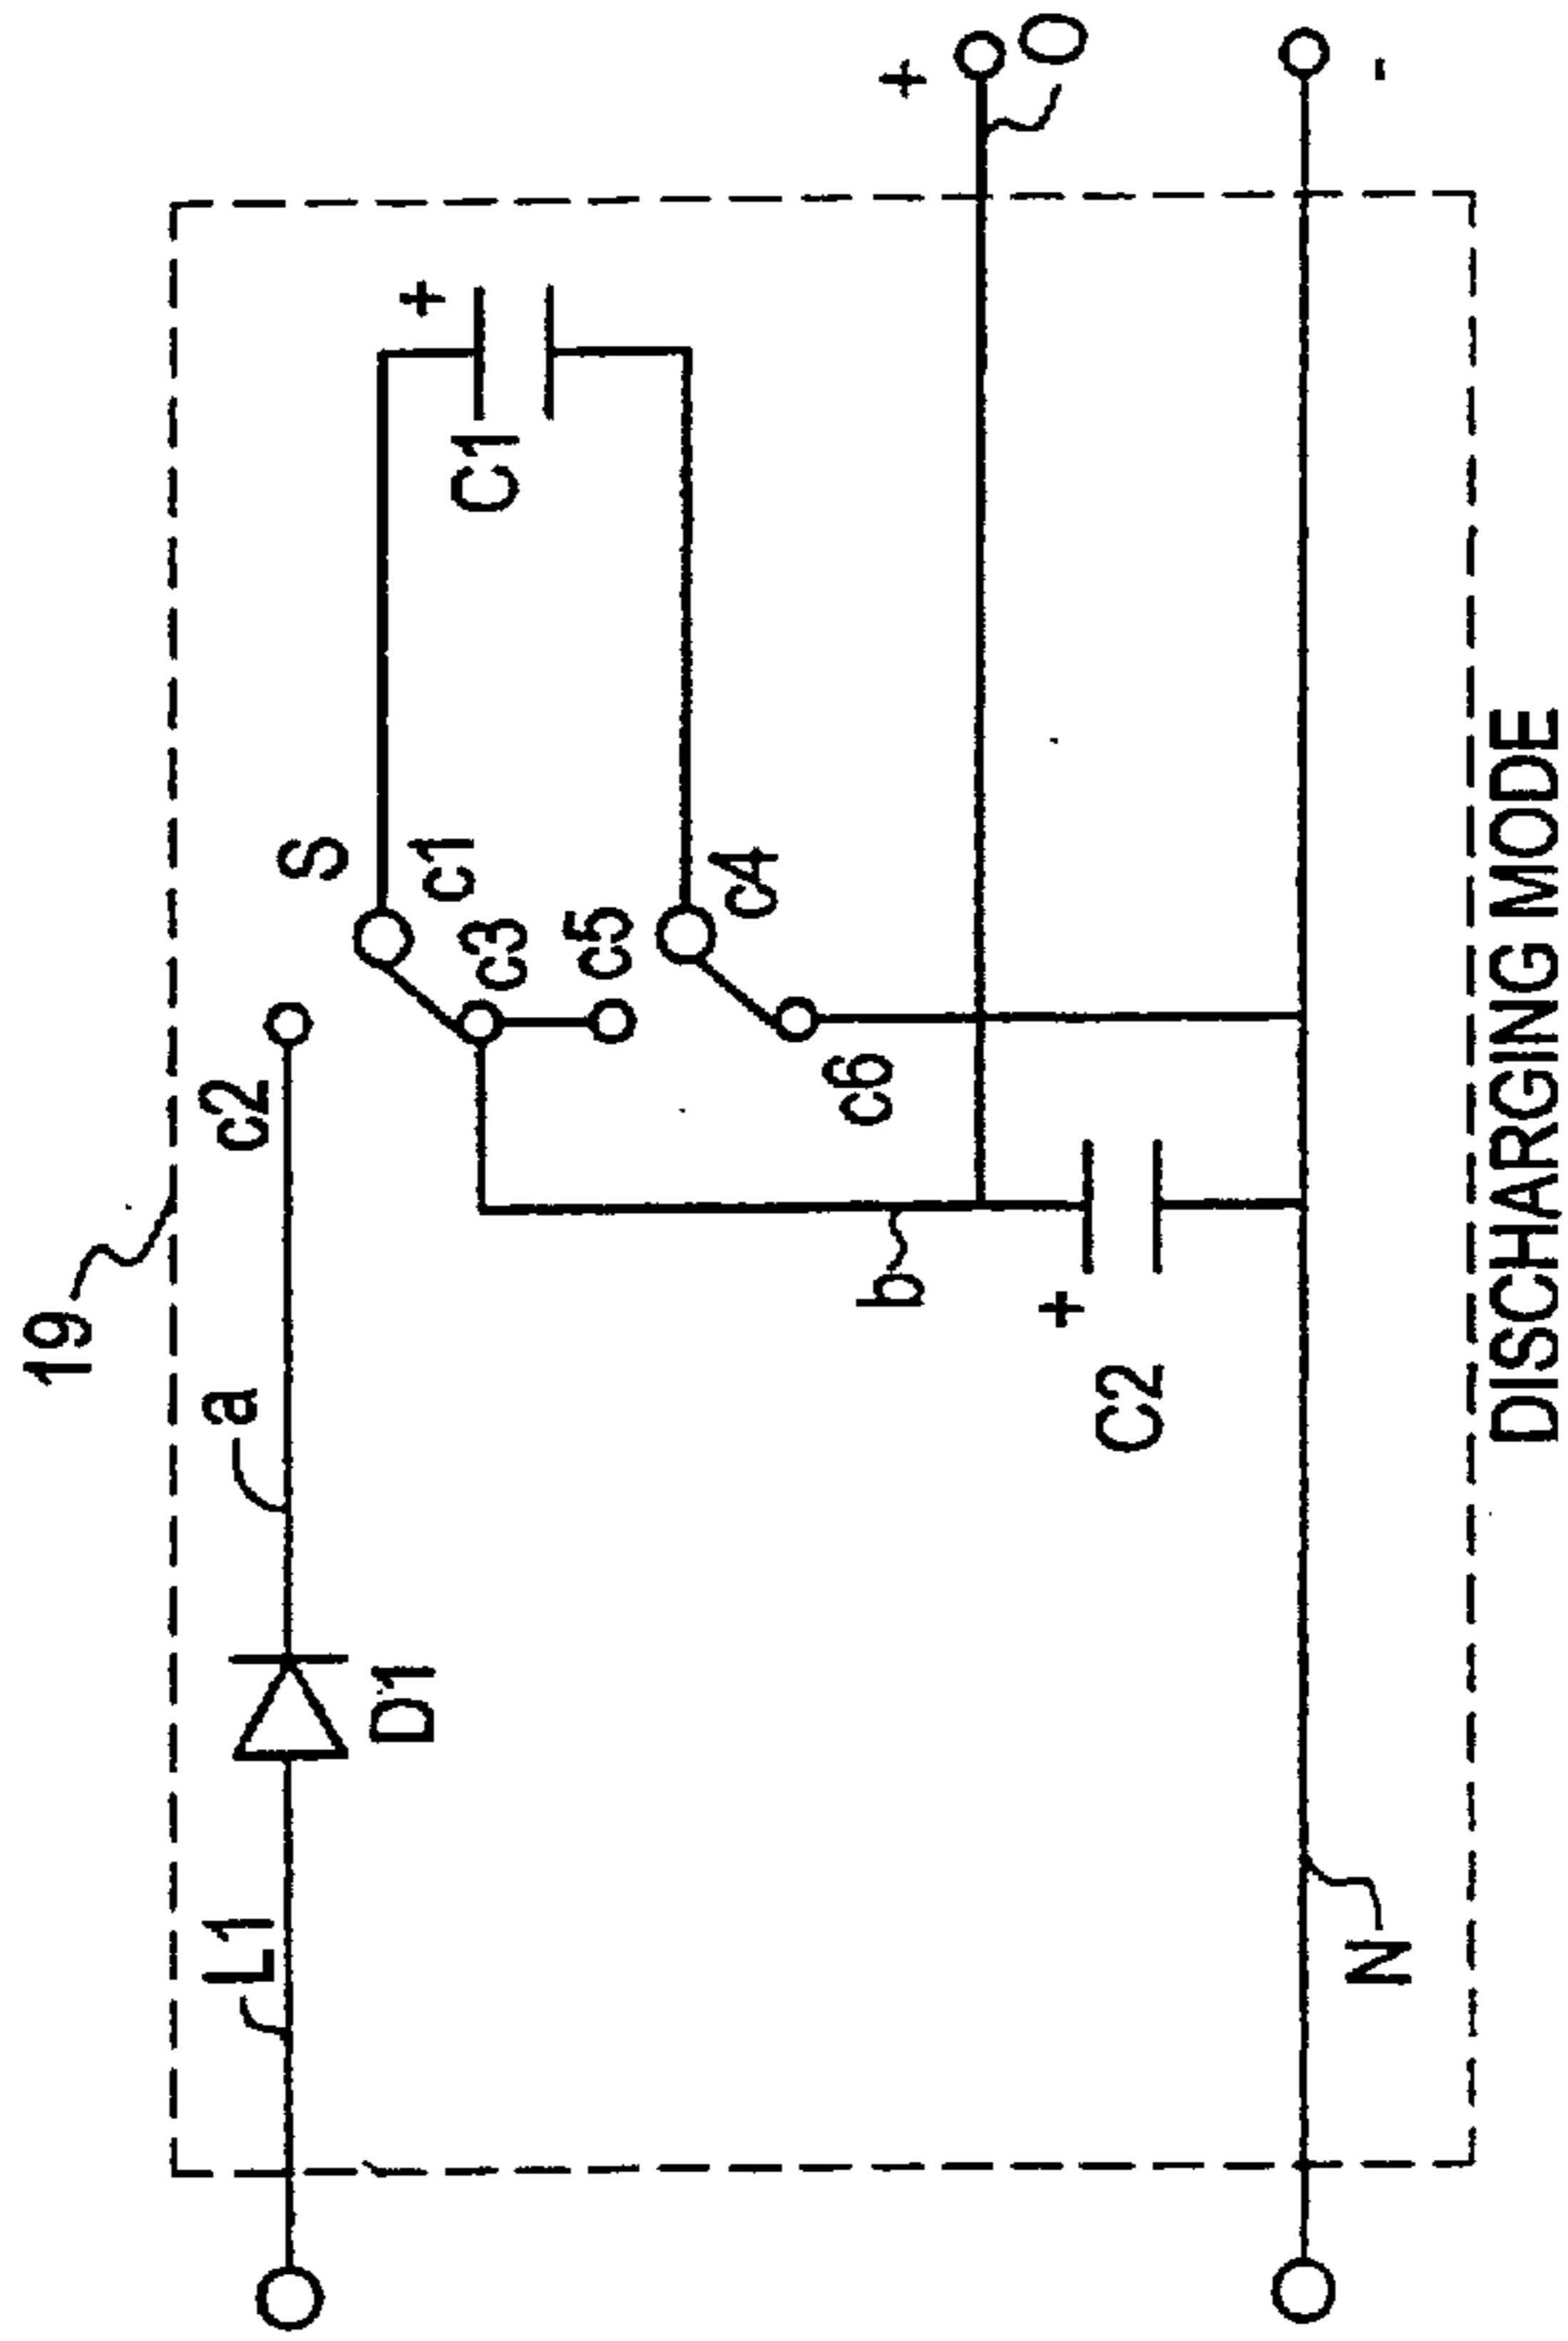 19
L1
a
c2
S
+
D1
c1
c3
C1
c5
c4
c6
b
+
O
+
C2
N
-
DISCHARGING MODE